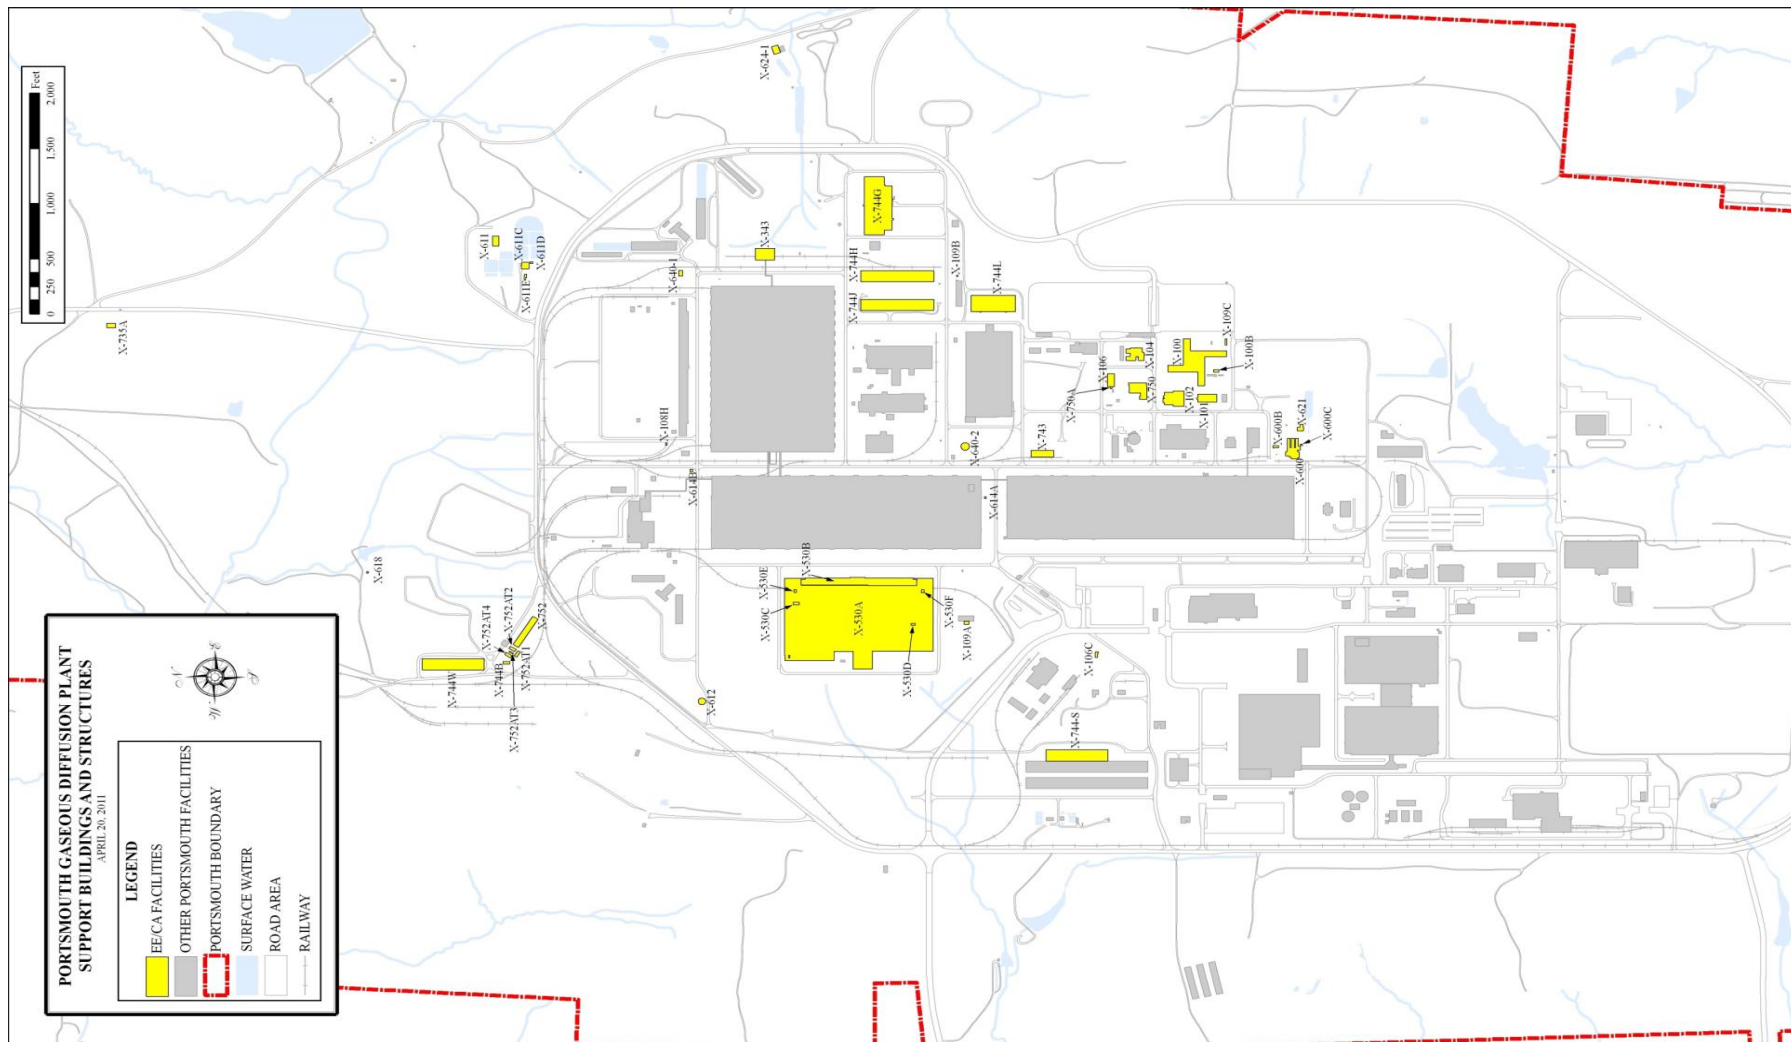 PORTSMOUTH GASEOUS DIFFUSION PLANT
SUPPORT BUILDINGS AND STRUCTURES
APRIL 20, 2011
LEGEND
EE/CA FACILITIES
OTHER PORTSMOUTH FACILITIES
PORTSMOUTH BOUNDARY
SURFACE WATER
ROAD AREA
RAILWAY
N
E
S
W
0 250 500 1,000 1,500 2,000
Feet
X-735A
X-624-1
X-611
X-611C
X-611D
X-611E
X-640-1
X-343
X-744G
X-744H
X-744J
X-109B
X-744L
X-108H
X-614B
X-640-2
X-743
X-614A
X-106
X-750A
X-104
X-750
X-100
X-109C
X-100B
X-102
X-101
X-600B
X-621
X-600C
X-600
X-618
X-752AT4
X-752AT2
X-752
X-744W
X-744B
X-752AT1
X-752AT3
X-612
X-530E
X-530B
X-530C
X-530A
X-530F
X-530D
X-109A
X-106C
X-744-S